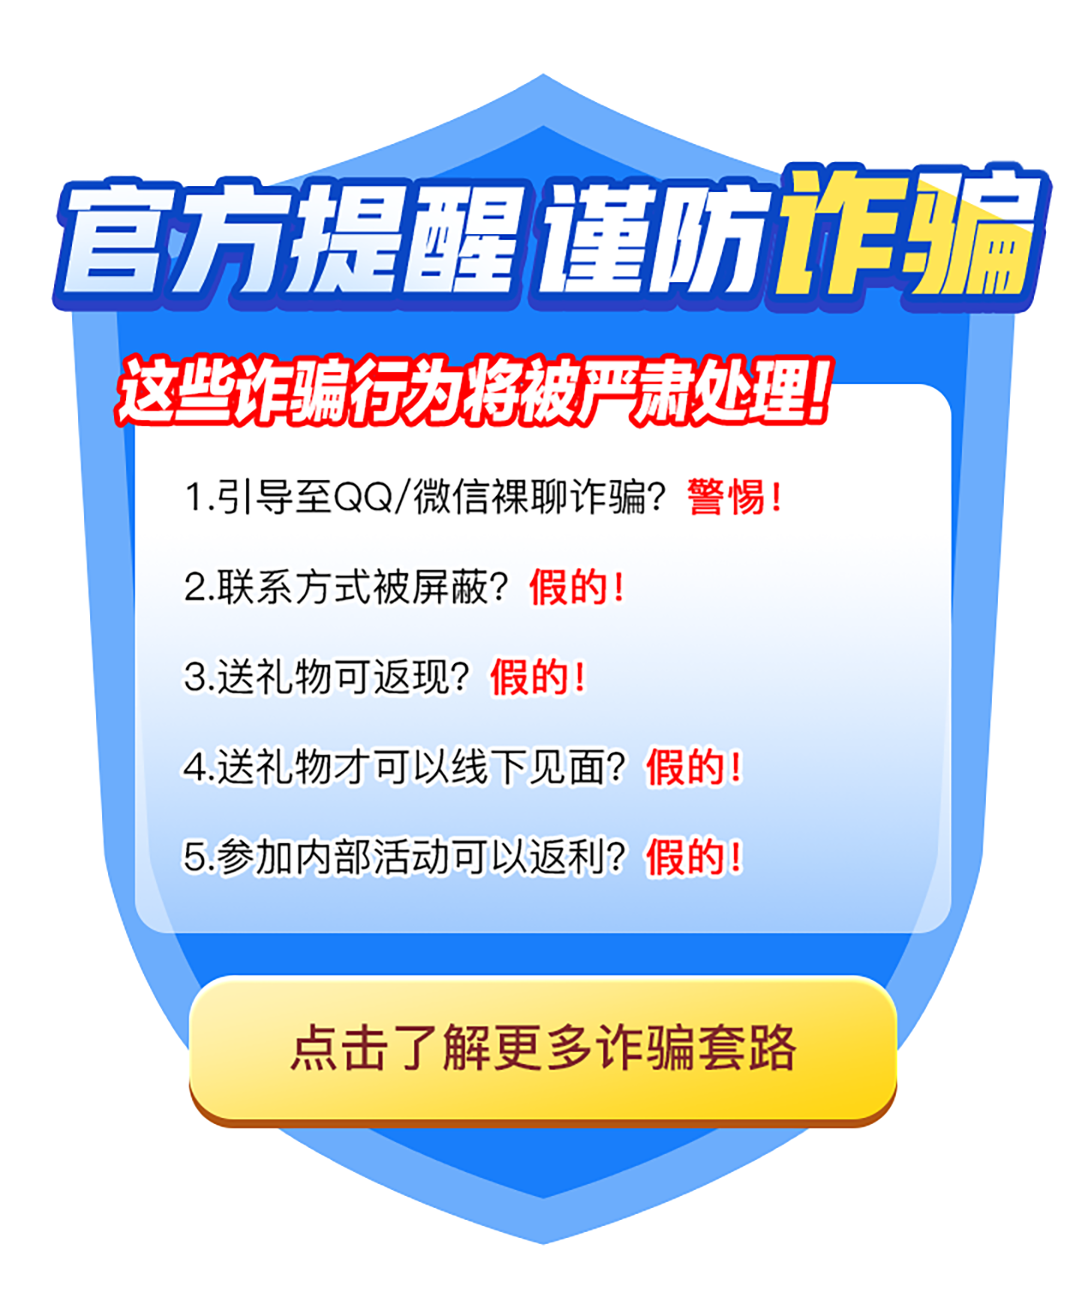 官方提醒 谨防诈骗
这些诈骗行为将被严肃处理！
1.引导至QQ/微信裸聊诈骗？警惕！
2.联系方式被屏蔽？假的！
3.送礼物可返现？假的！
4.送礼物才可以线下见面？假的！
5.参加内部活动可以返利？假的！
点击了解更多诈骗套路